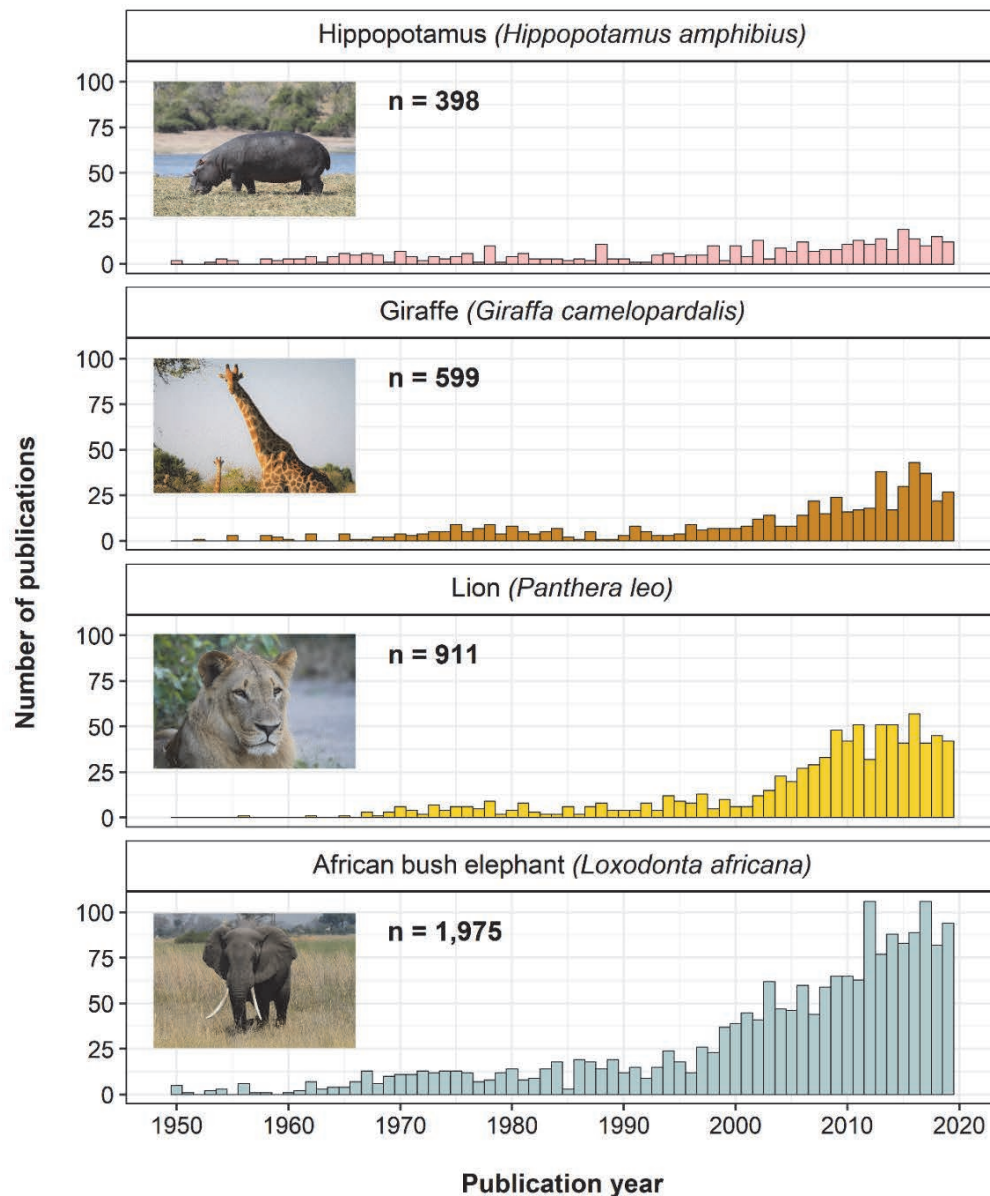 Hippopotamus (Hippopotamus amphibius)
100
75
50
25
0
n = 398
Giraffe (Giraffa camelopardalis)
100
75
50
25
0
n = 599
Lion (Panthera leo)
100
75
50
25
0
n = 911
African bush elephant (Loxodonta africana)
100
75
50
25
0
n = 1,975
Number of publications
1950 1960 1970 1980 1990 2000 2010 2020
Publication year